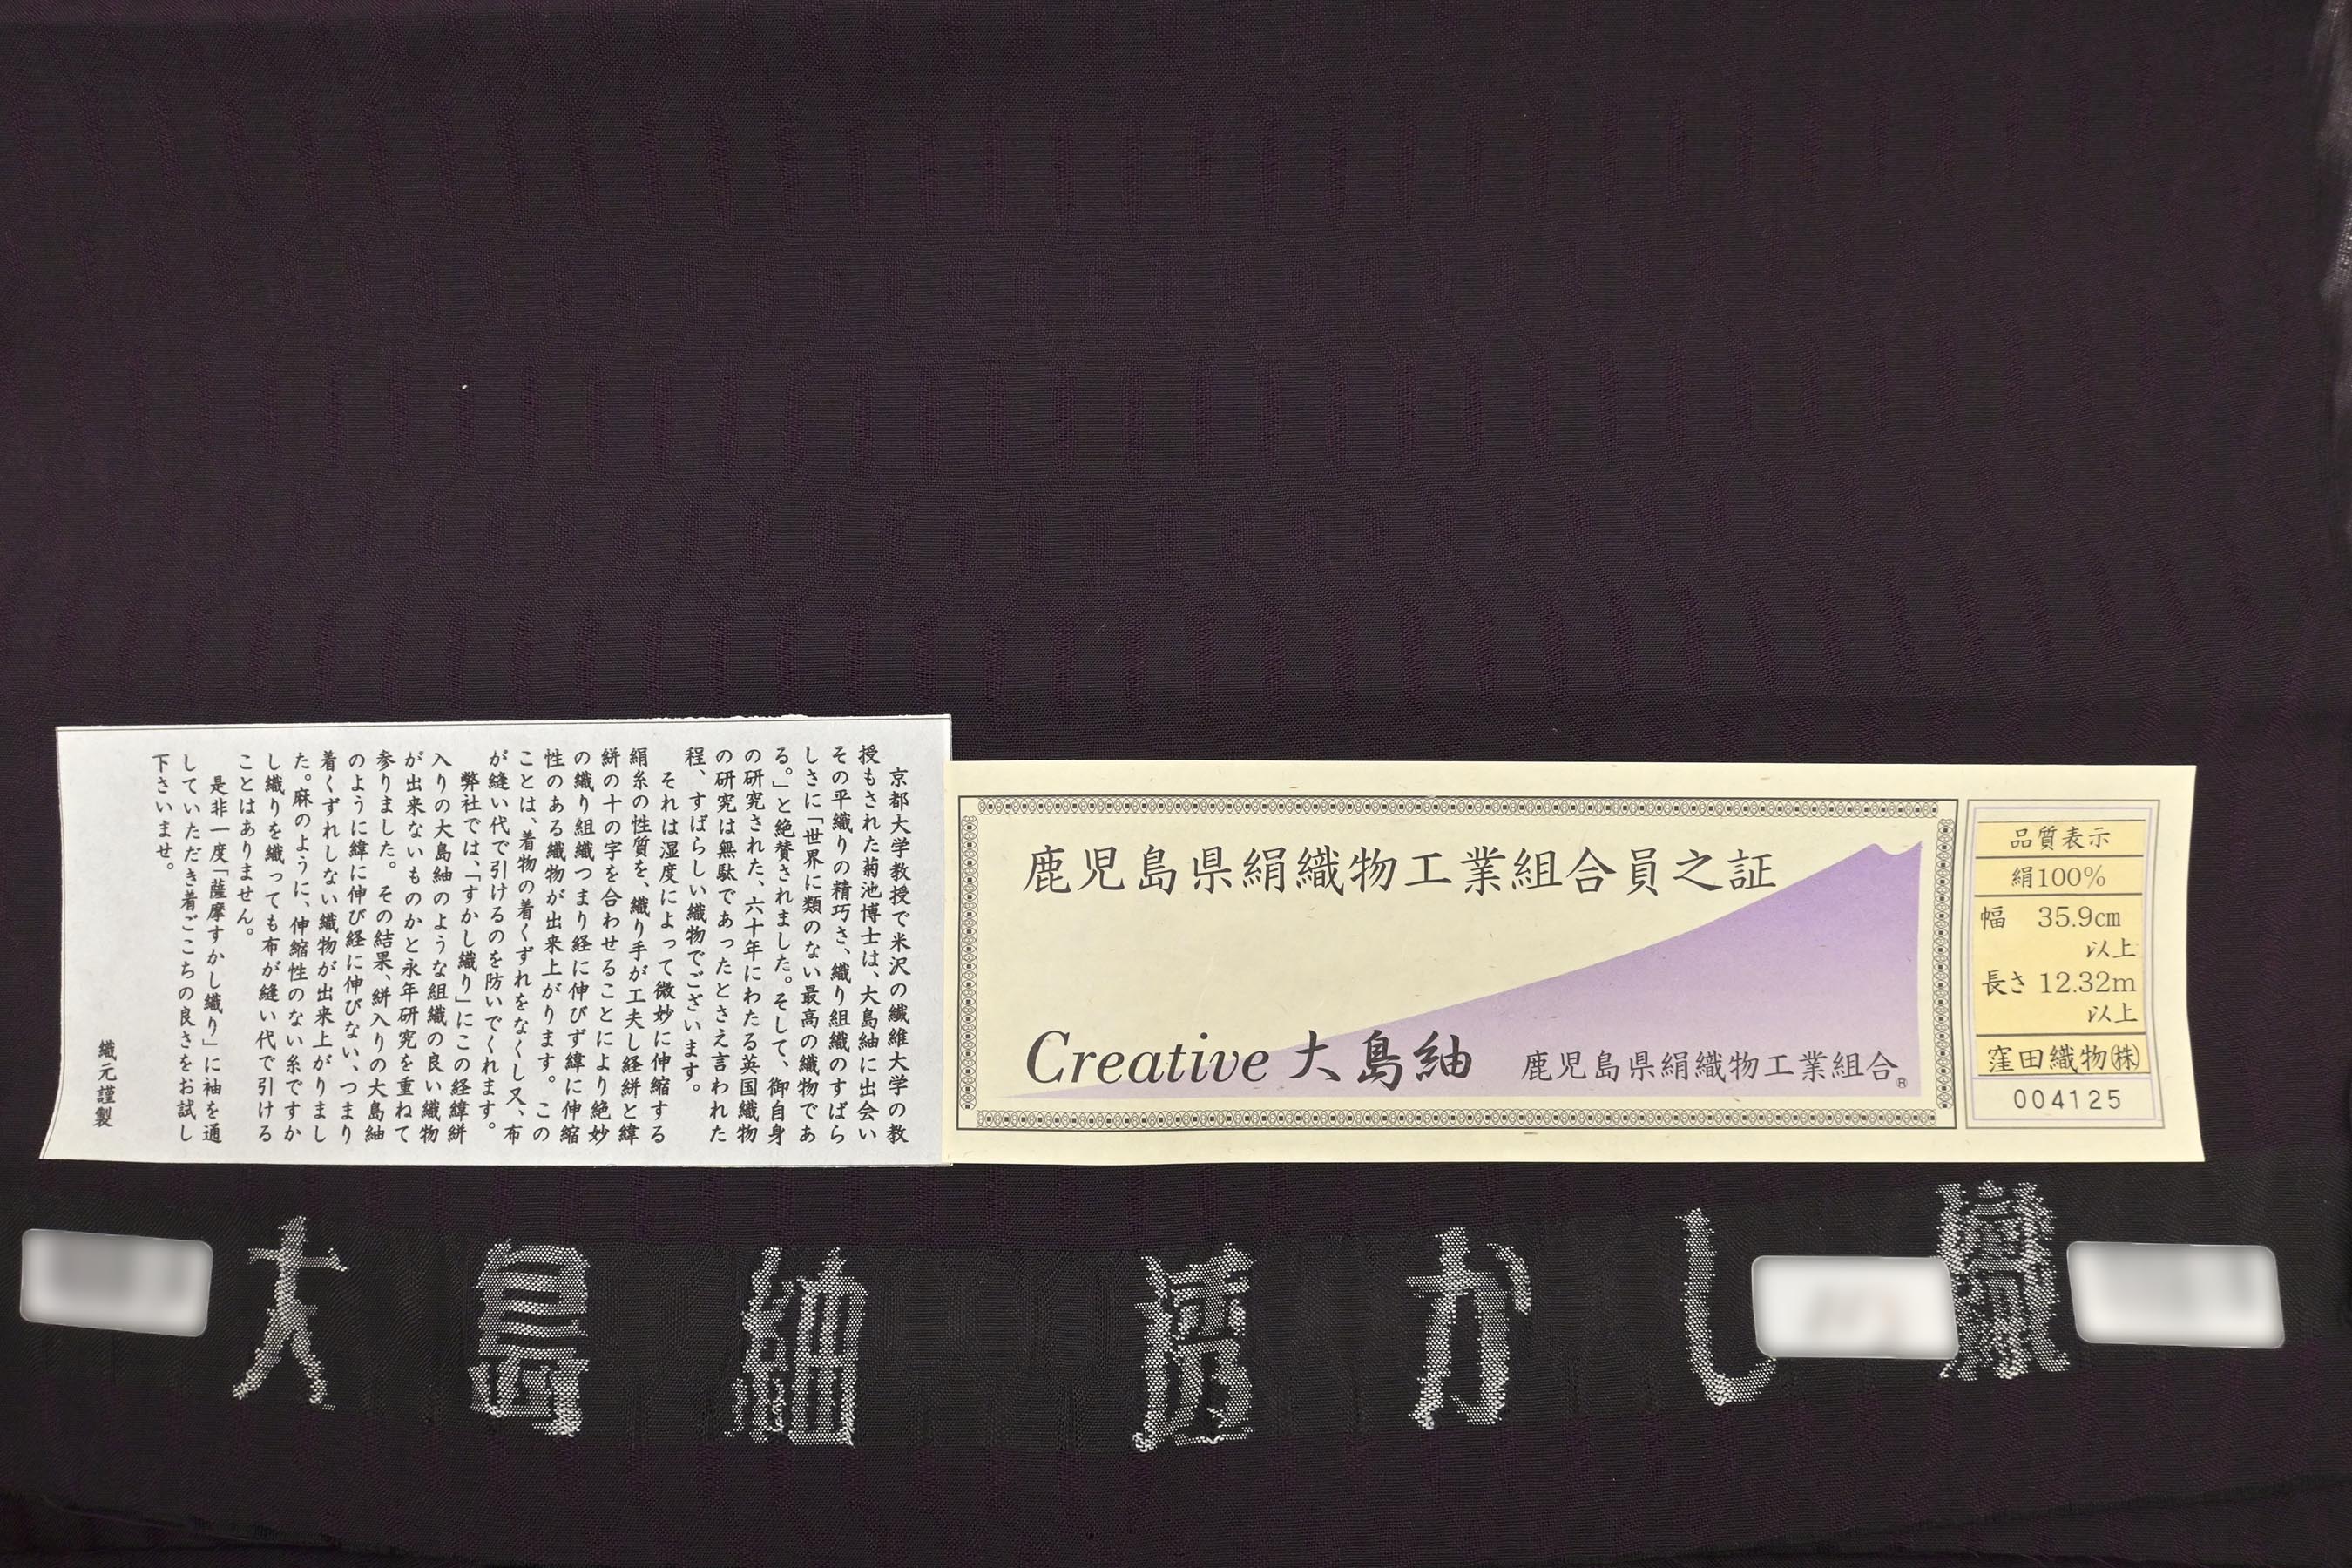 京都大学教授で米沢の繊維大学の教
授もされた菊池博士は、大島紬に出会い
その平織りの精巧さ、織り組織のすばら
しさに「世界に類のない最高の織物であ
る。」と絶賛されました。そして、御自身
の研究された、六十年にわたる英国織物
の研究は無駄であったとさえ言われた
程、すばらしい織物でございます。
それは湿度によって微妙に伸縮する
絹糸の性質を、織り手が工夫し経絣と緯
絣の十の字を合わせることにより絶妙
の織り組織つまり経に伸びず緯に伸縮
性のある織物が出来上がります。この
ことは、着物の着くずれをなくし又、布
が縫い代で引けるのを防いでくれます。
弊社では、「すかし織り」にこの経緯絣
入りの大島紬のような組織の良い織物
が出来ないものかと永年研究を重ねて
参りました。その結果、絣入りの大島紬
のように緯に伸び経に伸びない、つまり
着くずれしない織物が出来上がりまし
た。麻のように、伸縮性のない糸ですか
し織りを織っても布が縫い代で引ける
ことはありません。
是非一度「薩摩すかし織り」に袖を通
していただき着ごこちの良さをお試し
下さいませ。
織元謹製
鹿児島県絹織物工業組合員之証
Creative 大島紬
鹿児島県絹織物工業組合®
品質表示
絹100%
幅 35.9cm
以上
長さ 12.32m
以上
窪田織物㈱
004125
大島紬 透かし